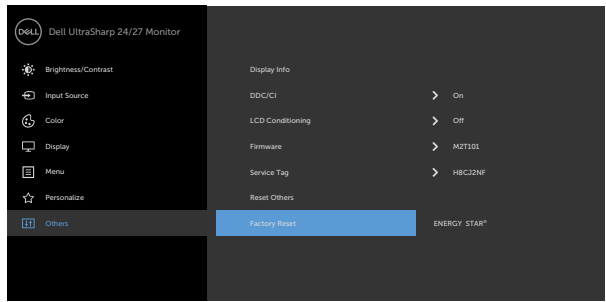 DELL Dell UltraSharp 24/27 Monitor
Brightness/Contrast Display Info
Input Source DDC/CI On
Color LCD Conditioning Off
Display Firmware M2T101
Menu Service Tag H8CJ2NF
Personalize Reset Others
Others Factory Reset ENERGY STAR®